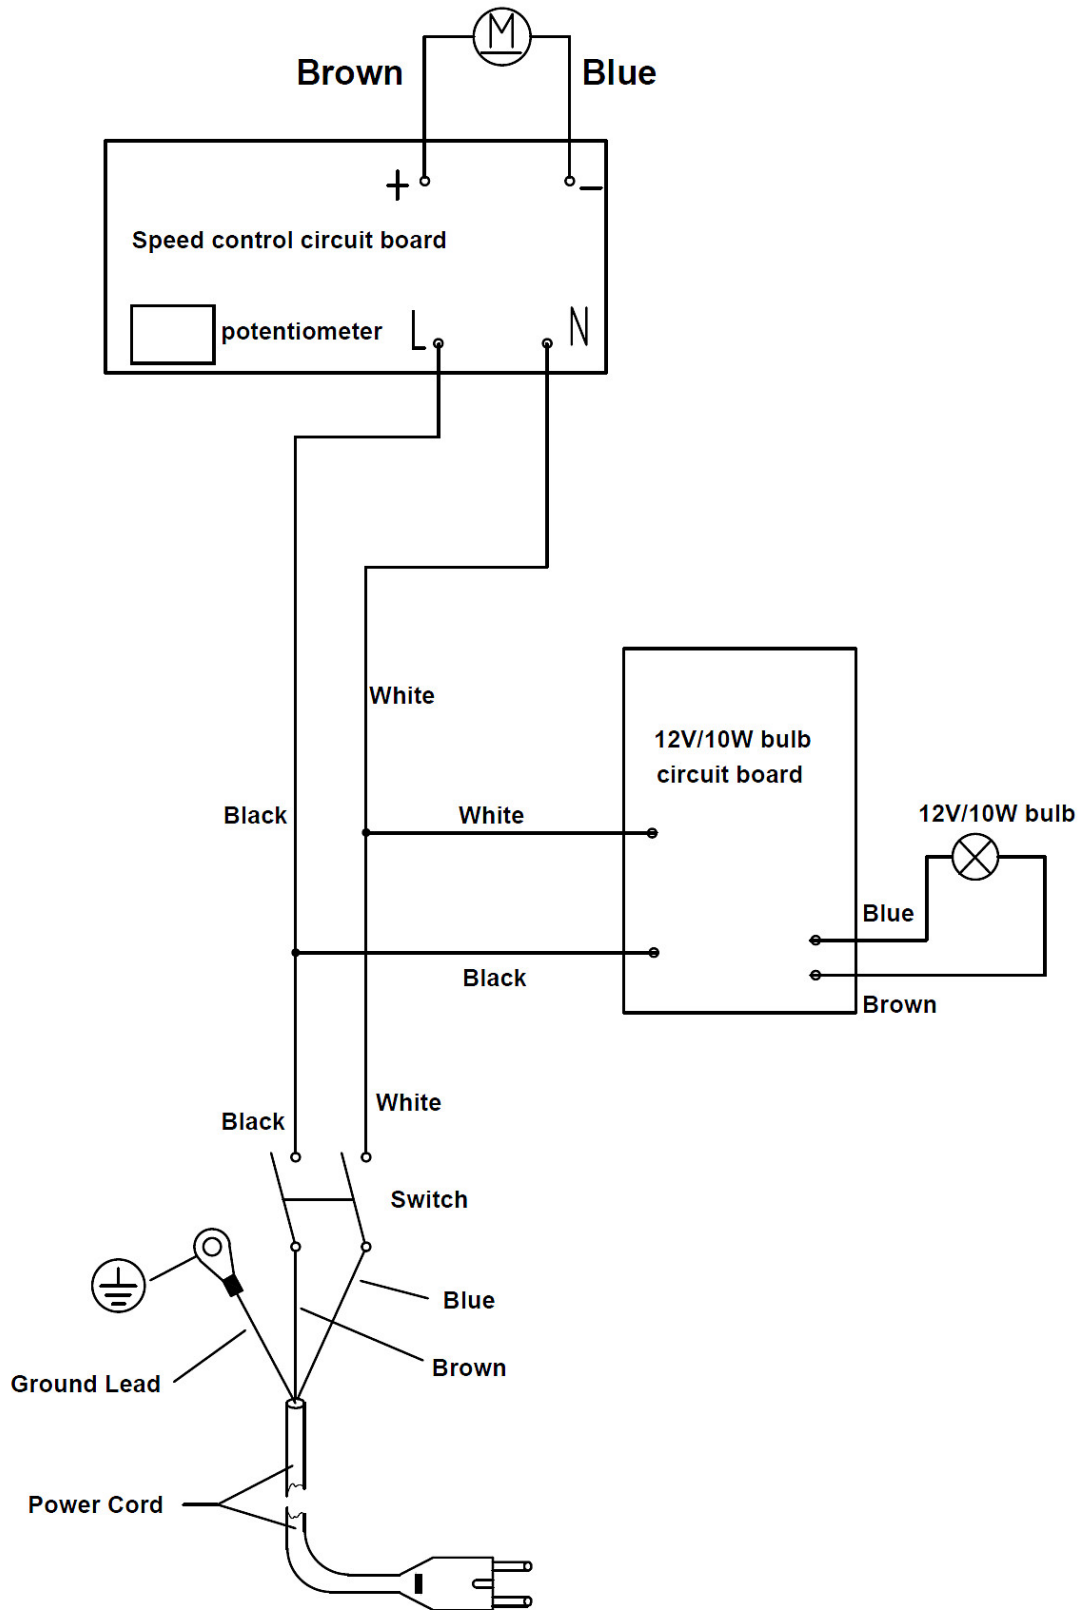 M
Brown
Blue
+
−
Speed control circuit board
potentiometer
L
N
White
12V/10W bulb
circuit board
Black
White
12V/10W bulb
Blue
Black
Brown
White
Black
Switch
Blue
Brown
Ground Lead
Power Cord